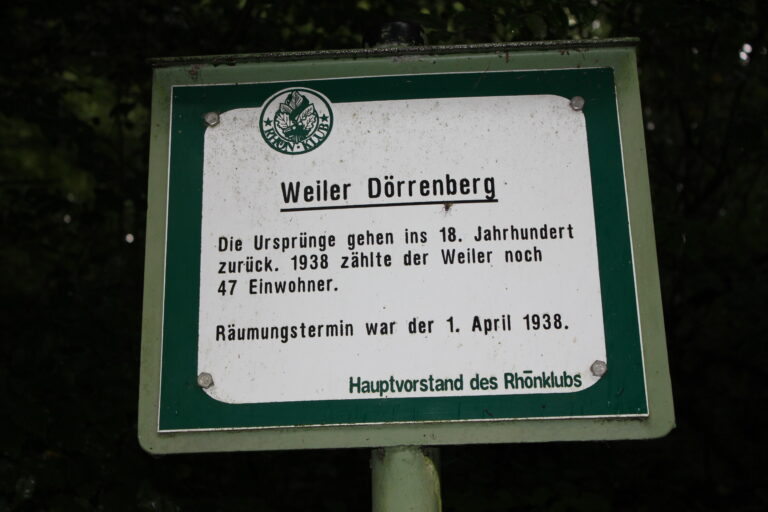 RHÖN-KLUB
Weiler Dörrenberg
Die Ursprünge gehen ins 18. Jahrhundert
zurück. 1938 zählte der Weiler noch
47 Einwohner.
Räumungstermin war der 1. April 1938.
Hauptvorstand des Rhönklubs